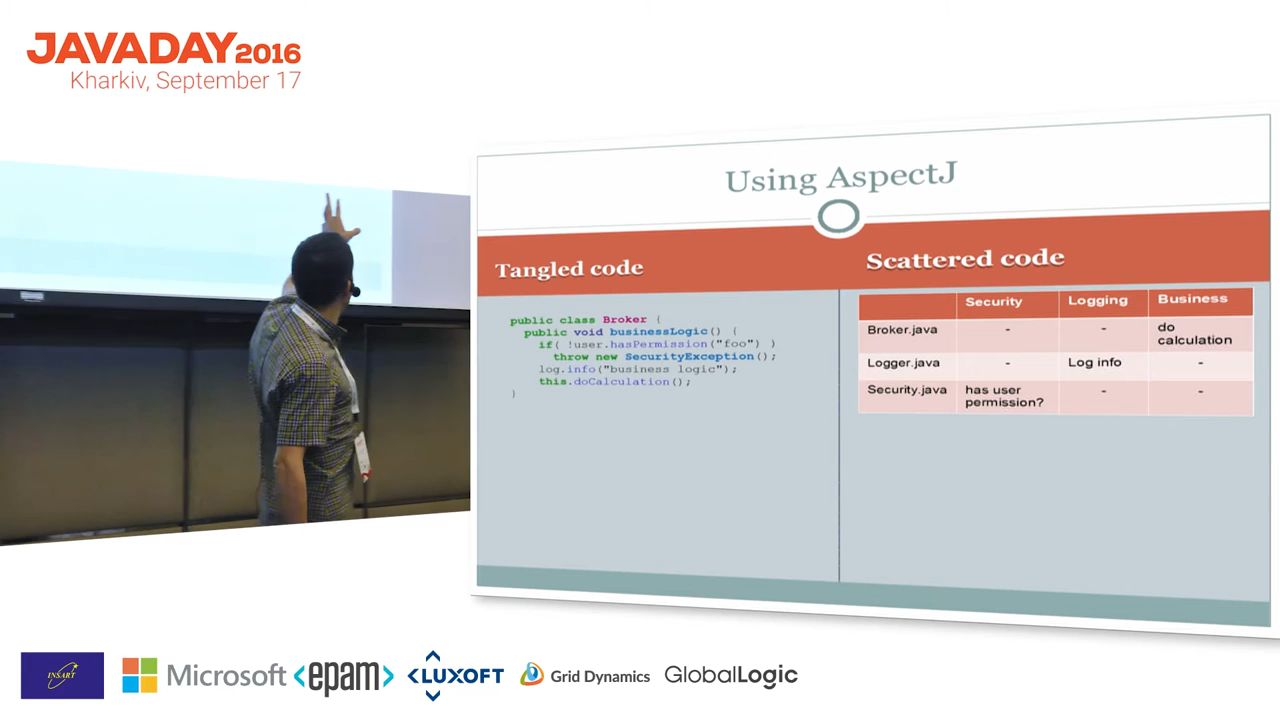 JAVADAY2016
Kharkiv, September 17
Using AspectJ
Tangled code
public class Broker {
public void businessLogic() {
if( !user.hasPermission("foo") )
throw new SecurityException();
log.info("business logic");
this.doCalculation();
}
Scattered code
Security Logging Business
Broker.java - - do calculation
Logger.java - Log info -
Security.java has user permission? - -
INSART
Microsoft
<epam>
<LUXOFT
Grid Dynamics
GlobalLogic